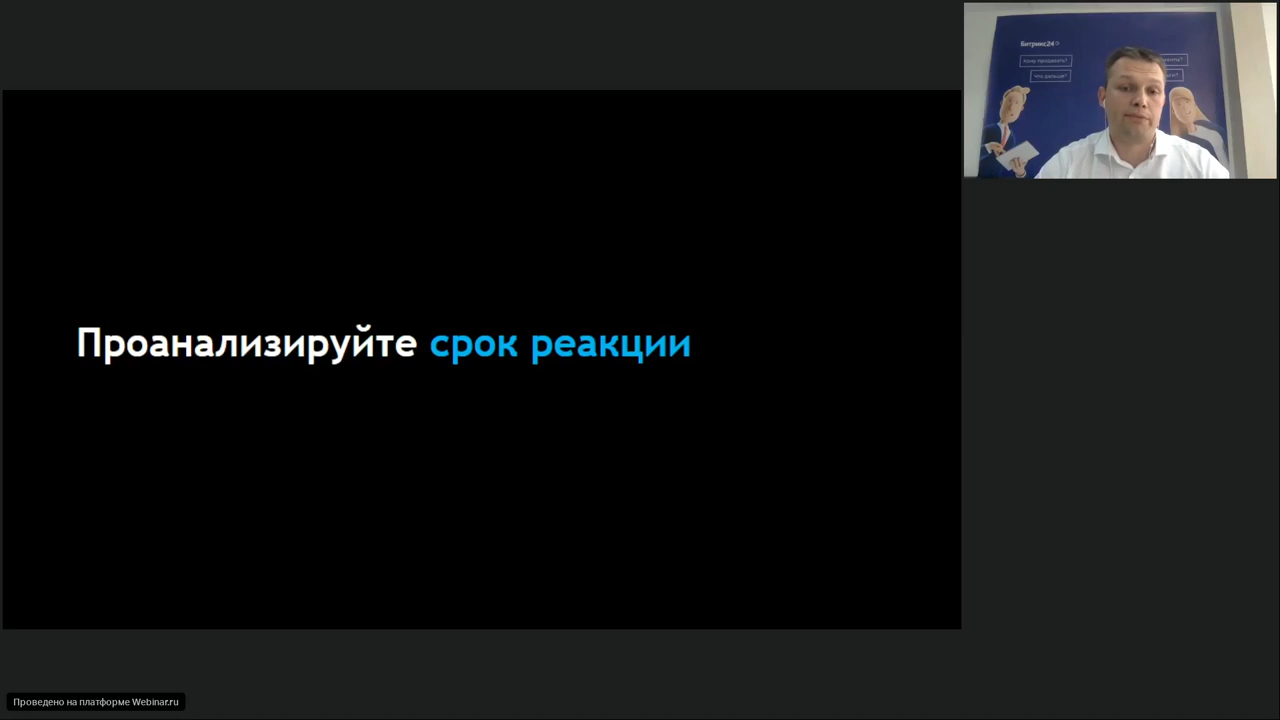 Битрикс24
Кому продавать?
Что дальше?
Проанализируйте срок реакции
Проведено на платформе Webinar.ru